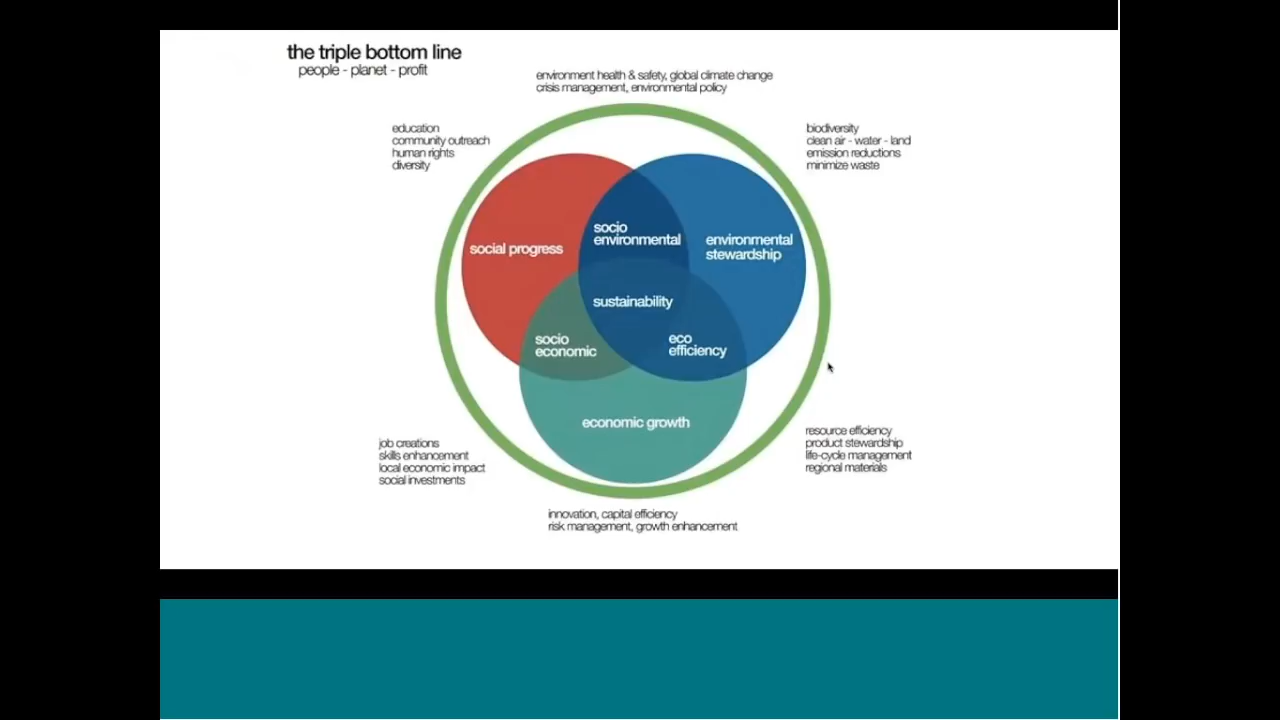 the triple bottom line
people - planet - profit
environment health & safety, global climate change
crisis management, environmental policy
education
community outreach
human rights
diversity
biodiversity
clean air - water - land
emission reductions
minimize waste
social progress
socio
environmental
environmental
stewardship
sustainability
socio
economic
eco
efficiency
economic growth
job creations
skills enhancement
local economic impact
social investments
resource efficiency
product stewardship
life-cycle management
regional materials
innovation, capital efficiency
risk management, growth enhancement